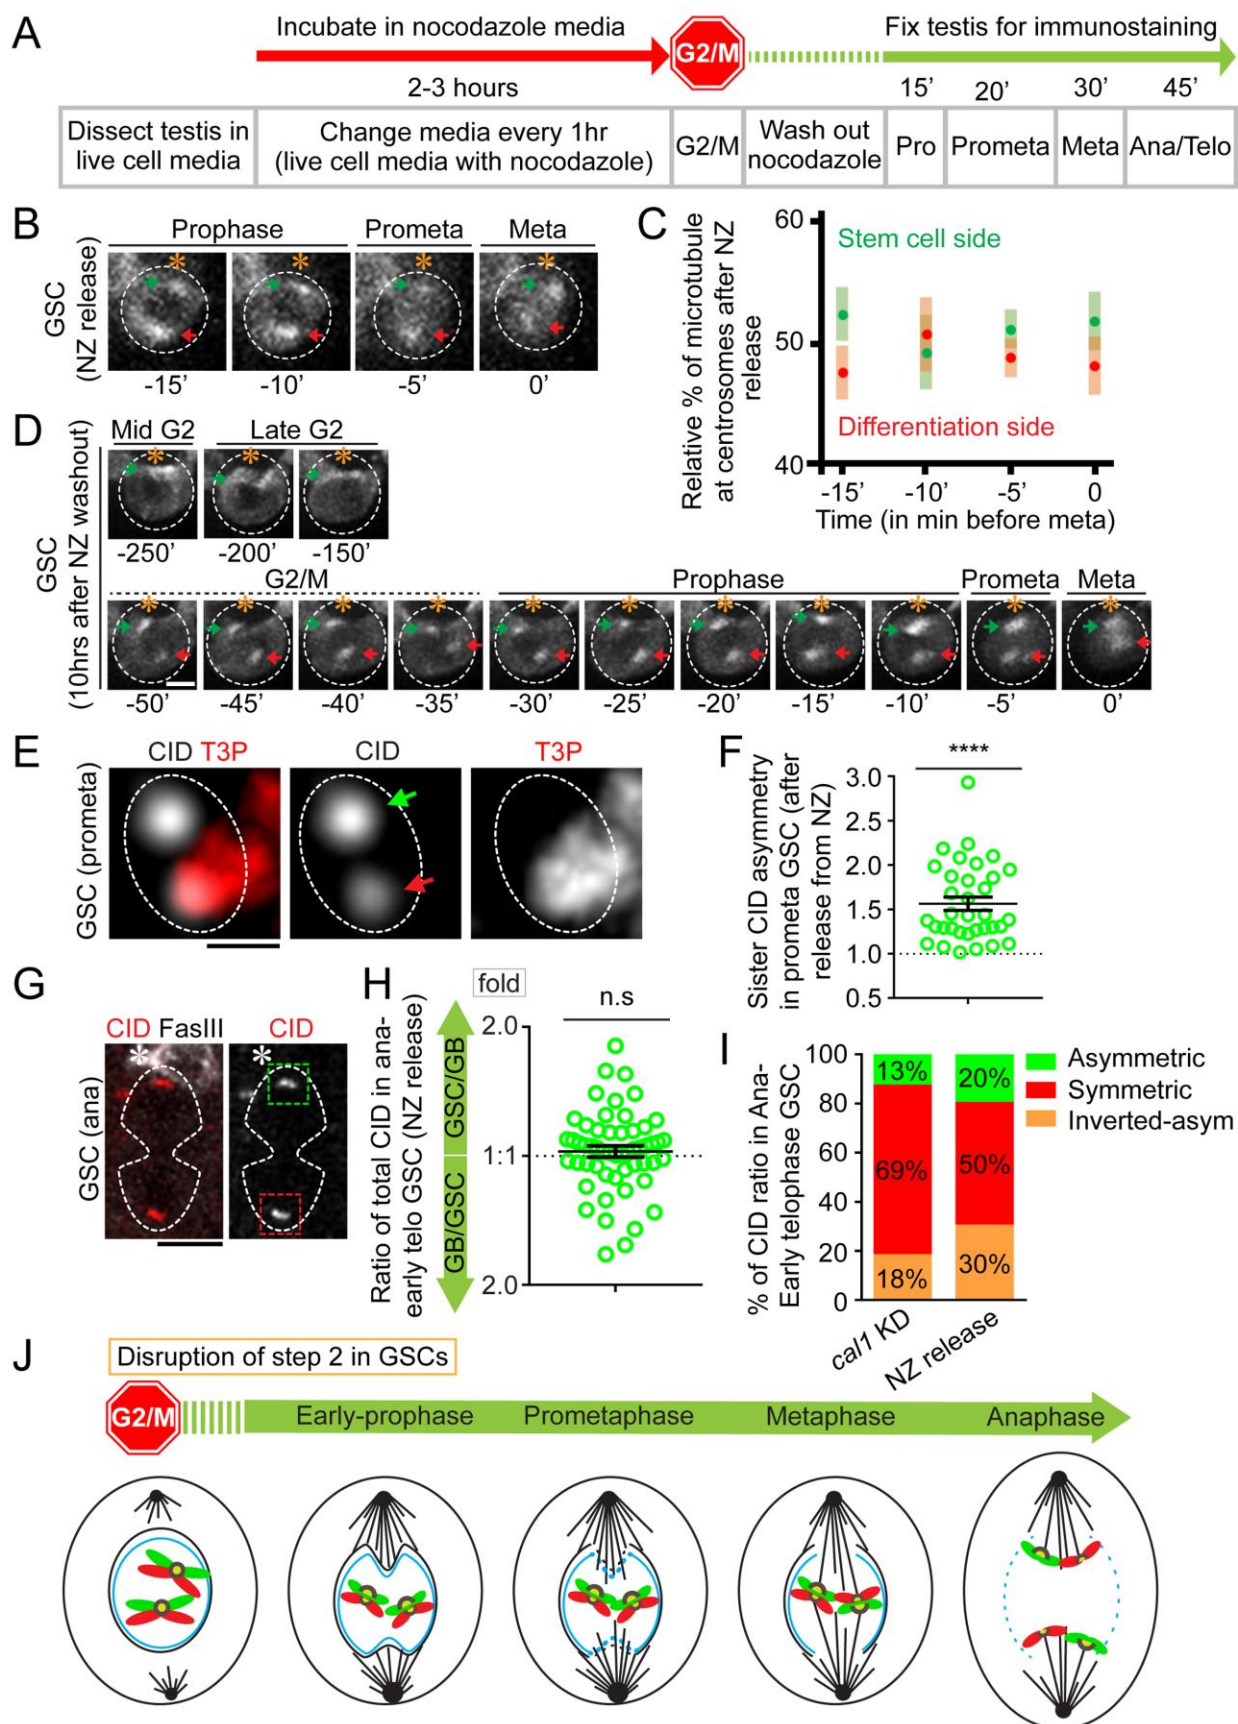 A
Incubate in nocodazole media
G2/M
Fix testis for immunostaining
2-3 hours
15’ 20’ 30’ 45’
Dissect testis in
live cell media
Change media every 1hr
(live cell media with nocodazole)
G2/M
Wash out
nocodazole
Pro
Prometa
Meta
Ana/Telo
B
Prophase Prometa Meta
GSC
(NZ release)
* * * *
-15’ -10’ -5’ 0’
C
Relative % of microtubule
at centrosomes after NZ
release
60
50
40
Stem cell side
Differentiation side
-15’ -10’ -5’ 0
Time (in min before meta)
D
GSC
(10hrs after NZ washout)
Mid G2 Late G2
* * *
-250’ -200’ -150’
G2/M Prophase Prometa Meta
* * * * * * * * * * *
-50’ -45’ -40’ -35’ -30’ -25’ -20’ -15’ -10’ -5’ 0’
E
GSC (prometa)
CID T3P CID T3P
F
Sister CID asymmetry
in prometa GSC (after
release from NZ)
****
3.0
2.5
2.0
1.5
1.0
0.5
G
GSC (ana)
CID FasIII CID
* *
H
Ratio of total CID in ana-
early telo GSC (NZ release)
fold
GB/GSC GSC/GB
n.s
2.0
1:1
2.0
I
% of CID ratio in Ana-
Early telophase GSC
100
80
60
40
20
0
13%
69%
18%
20%
50%
30%
cal1 KD
NZ release
Asymmetric
Symmetric
Inverted-asym
J
Disruption of step 2 in GSCs
G2/M
Early-prophase Prometaphase Metaphase Anaphase